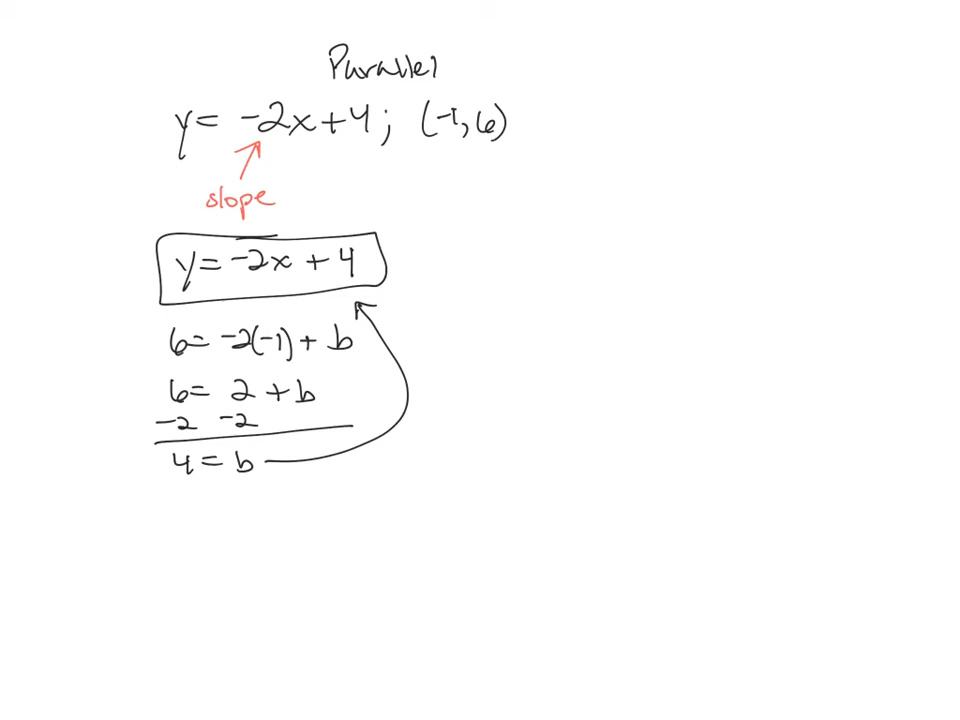 Parallel
y = -2x + 4 ; (-1, 6)
slope
y = -2x + 4
6 = -2(-1) + b
6 = 2 + b
-2 -2
4 = b